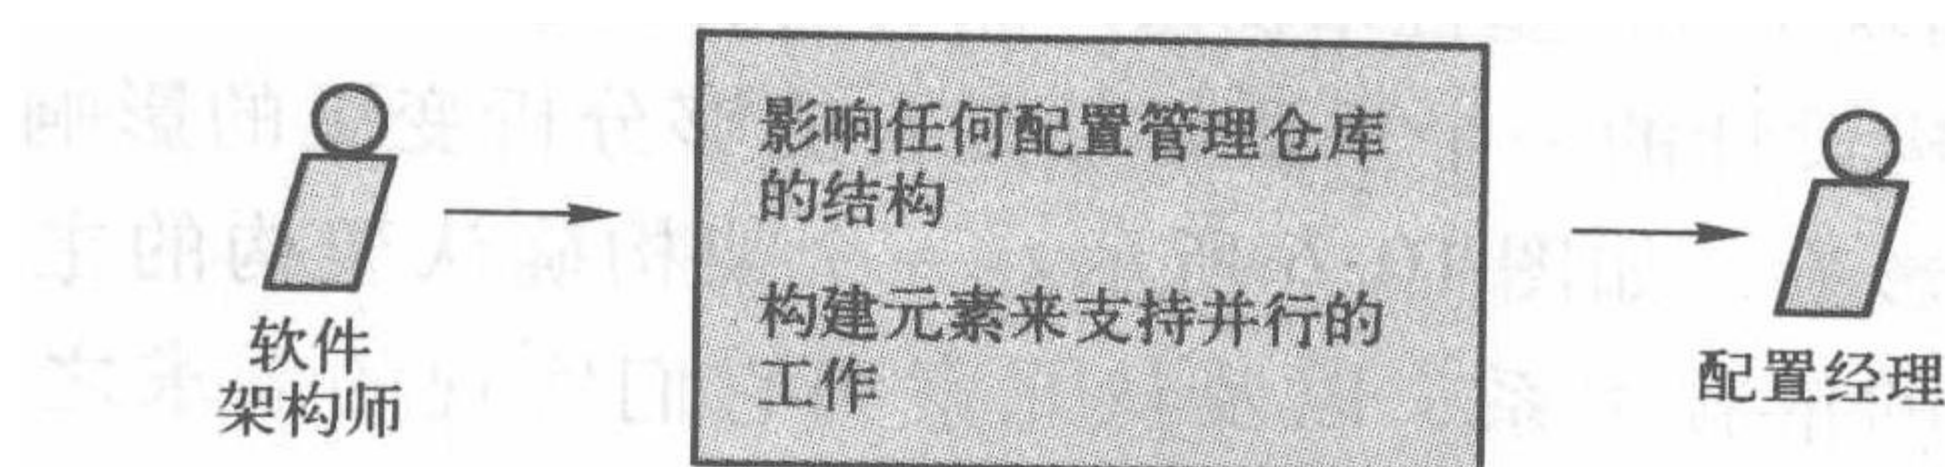 影响任何配置管理仓库
的结构
构建元素来支持并行的
工作
软件
架构师
配置经理